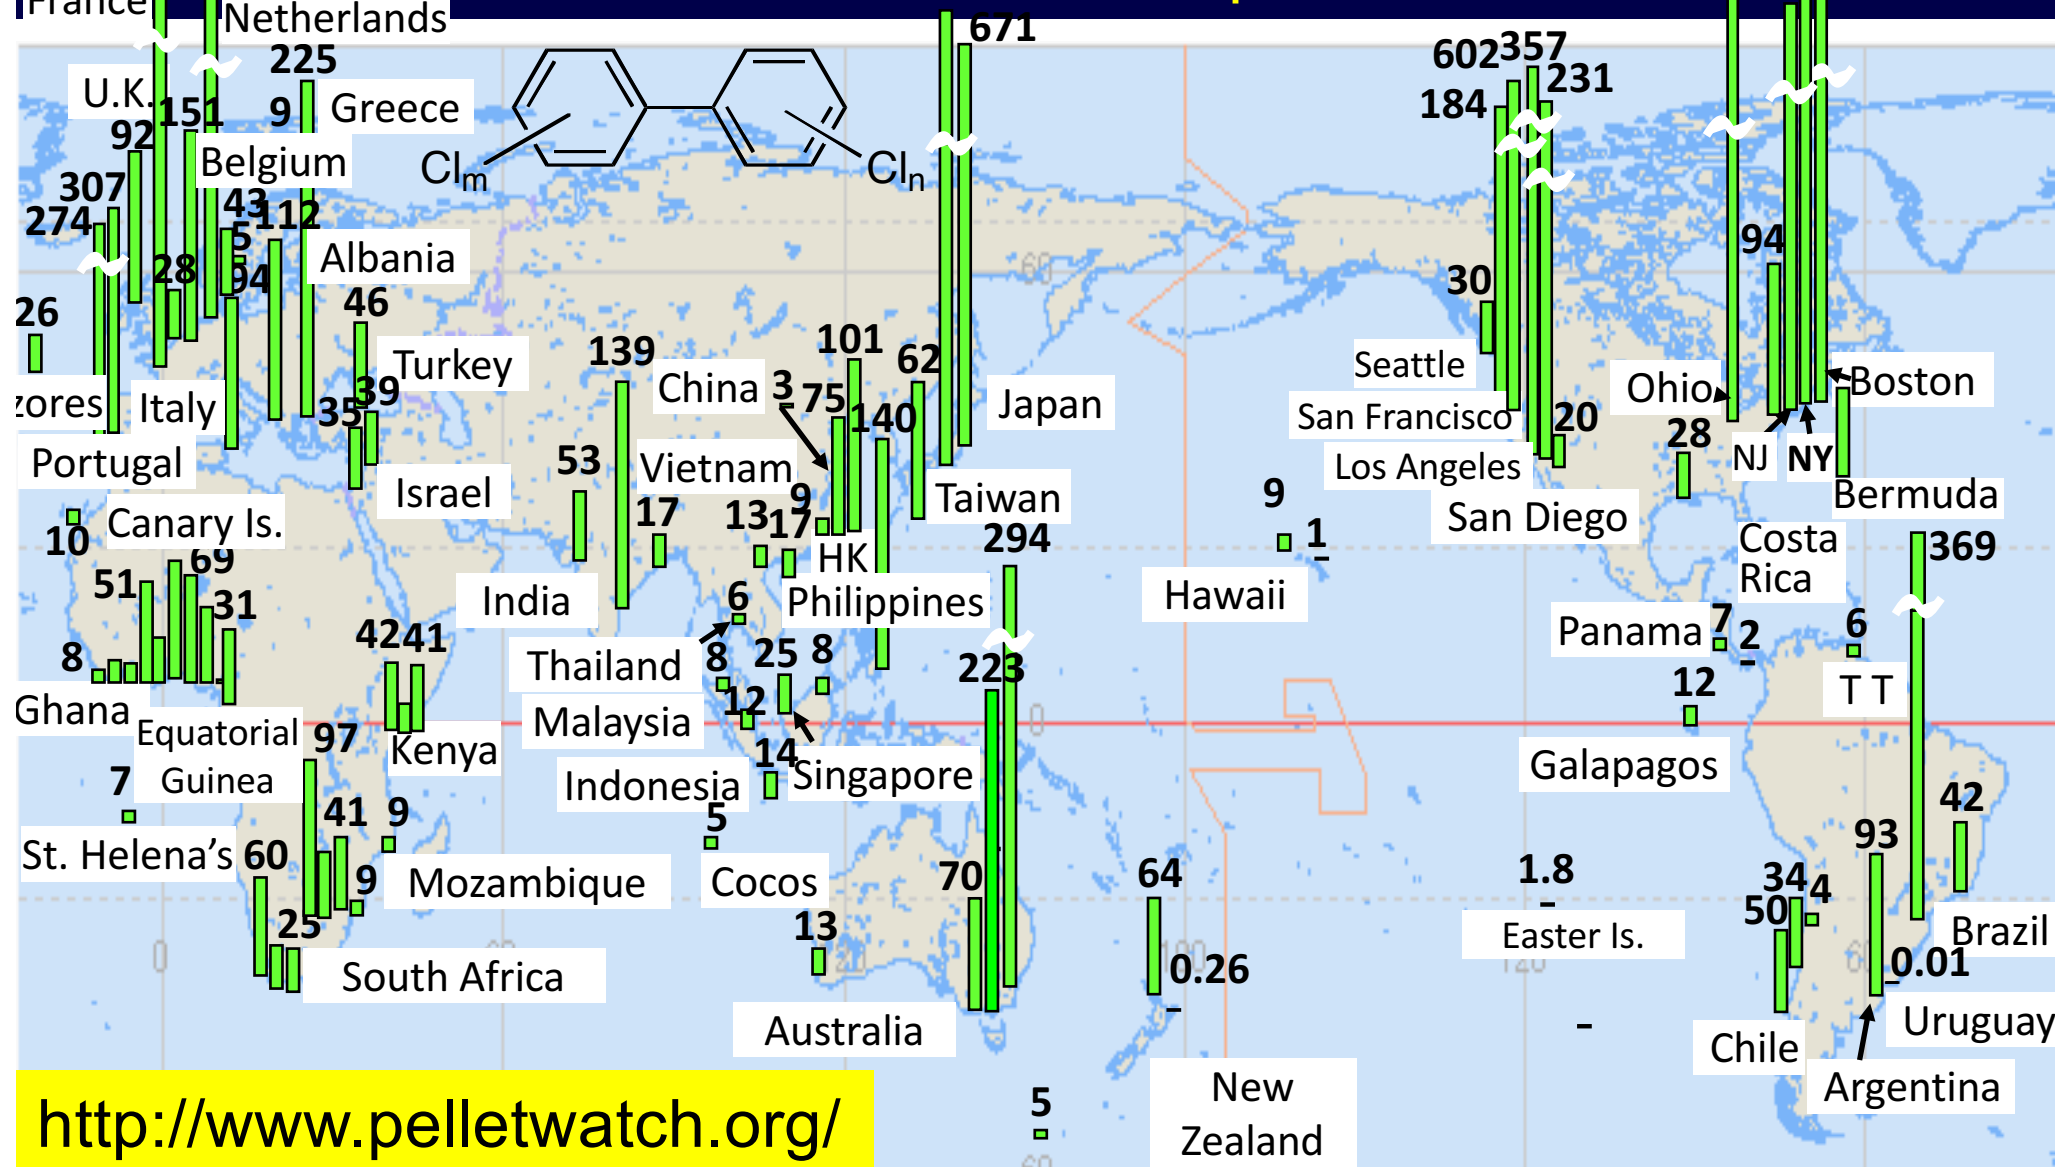 France
Netherlands
671
225
602 357
231
184
U.K.
151
9
Greece
92
Belgium
Clm
Cln
307
274
43
112
5
94
28
94
Albania
60
26
46
30
139
101
62
Turkey
China
3
75
Seattle
Ohio
Boston
39
35
140
Japan
Italy
San Francisco
20
28
NJ
NY
Portugal
53
Vietnam
Los Angeles
Israel
9
Taiwan
Bermuda
10
Canary Is.
17
13
17
9
1
San Diego
294
HK
Costa
Rica
369
69
51
31
India
6
Philippines
Hawaii
Panama
7
2
6
42
41
8
Thailand
8
25
8
223
12
T T
Ghana
Equatorial
Guinea
97
Kenya
Malaysia
12
0
Indonesia
14
Singapore
Galapagos
7
41
9
5
42
St. Helena's
60
9
Mozambique
Cocos
70
64
1.8
93
34
4
50
25
13
Easter Is.
Brazil
0
South Africa
0.26
120
0.01
Australia
Uruguay
Chile
New
Zealand
Argentina
5
http://www.pelletwatch.org/